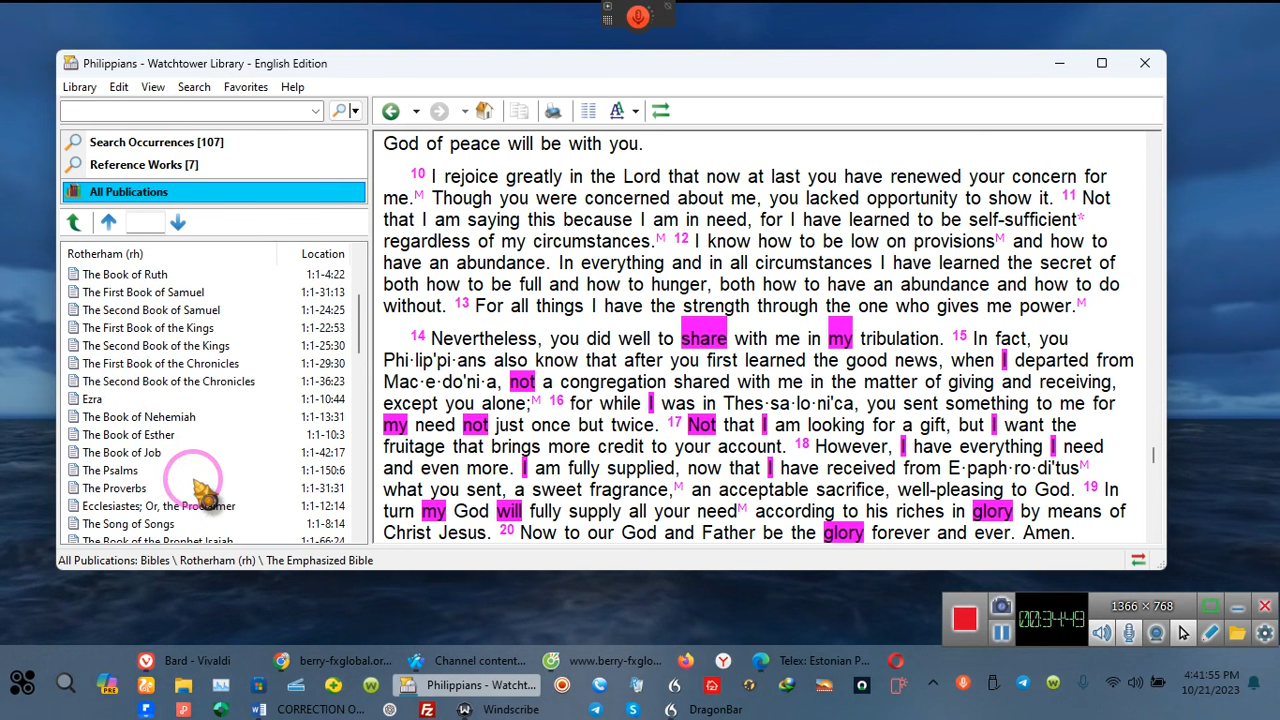 Philippians - Watchtower Library - English Edition
Library Edit View Search Favorites Help
Search Occurrences [107]
Reference Works [7]
All Publications
Rotherham (rh) Location
The Book of Ruth 1:1-4:22
The First Book of Samuel 1:1-31:13
The Second Book of Samuel 1:1-24:25
The First Book of the Kings 1:1-22:53
The Second Book of the Kings 1:1-25:30
The First Book of the Chronicles 1:1-29:30
The Second Book of the Chronicles 1:1-36:23
Ezra 1:1-10:44
The Book of Nehemiah 1:1-13:31
The Book of Esther 1:1-10:3
The Book of Job 1:1-42:17
The Psalms 1:1-150:6
The Proverbs 1:1-31:31
Ecclesiastes; Or, the Proclaimer 1:1-12:14
The Song of Songs 1:1-8:14
The Book of the Prophet Isaiah 1:1-66:24
God of peace will be with you.
10 I rejoice greatly in the Lord that now at last you have renewed your concern for
me.M Though you were concerned about me, you lacked opportunity to show it. 11 Not
that I am saying this because I am in need, for I have learned to be self-sufficient*
regardless of my circumstances.M 12 I know how to be low on provisionsM and how to
have an abundance. In everything and in all circumstances I have learned the secret of
both how to be full and how to hunger, both how to have an abundance and how to do
without. 13 For all things I have the strength through the one who gives me power.M
14 Nevertheless, you did well to share with me in my tribulation. 15 In fact, you
Phi·lip′pi·ans also know that after you first learned the good news, when I departed from
Mac·e·do′ni·a, not a congregation shared with me in the matter of giving and receiving,
except you alone;M 16 for while I was in Thes·sa·lo·ni′ca, you sent something to me for
my need not just once but twice. 17 Not that I am looking for a gift, but I want the
fruitage that brings more credit to your account. 18 However, I have everything I need
and even more. I am fully supplied, now that I have received from E·paph·ro·di′tusM
what you sent, a sweet fragrance,M an acceptable sacrifice, well-pleasing to God. 19 In
turn my God will fully supply all your needM according to his riches in glory by means of
Christ Jesus. 20 Now to our God and Father be the glory forever and ever. Amen.
All Publications: Bibles \ Rotherham (rh) \ The Emphasized Bible
1366 × 768
00:34:49
Bard - Vivaldi berry-fxglobal.or... Channel content... www.berry-fxglo... Telex: Estonian P...
PRE Philippians - Watcht... 4:41:55 PM
10/21/2023
CORRECTION O... Windscribe DragonBar